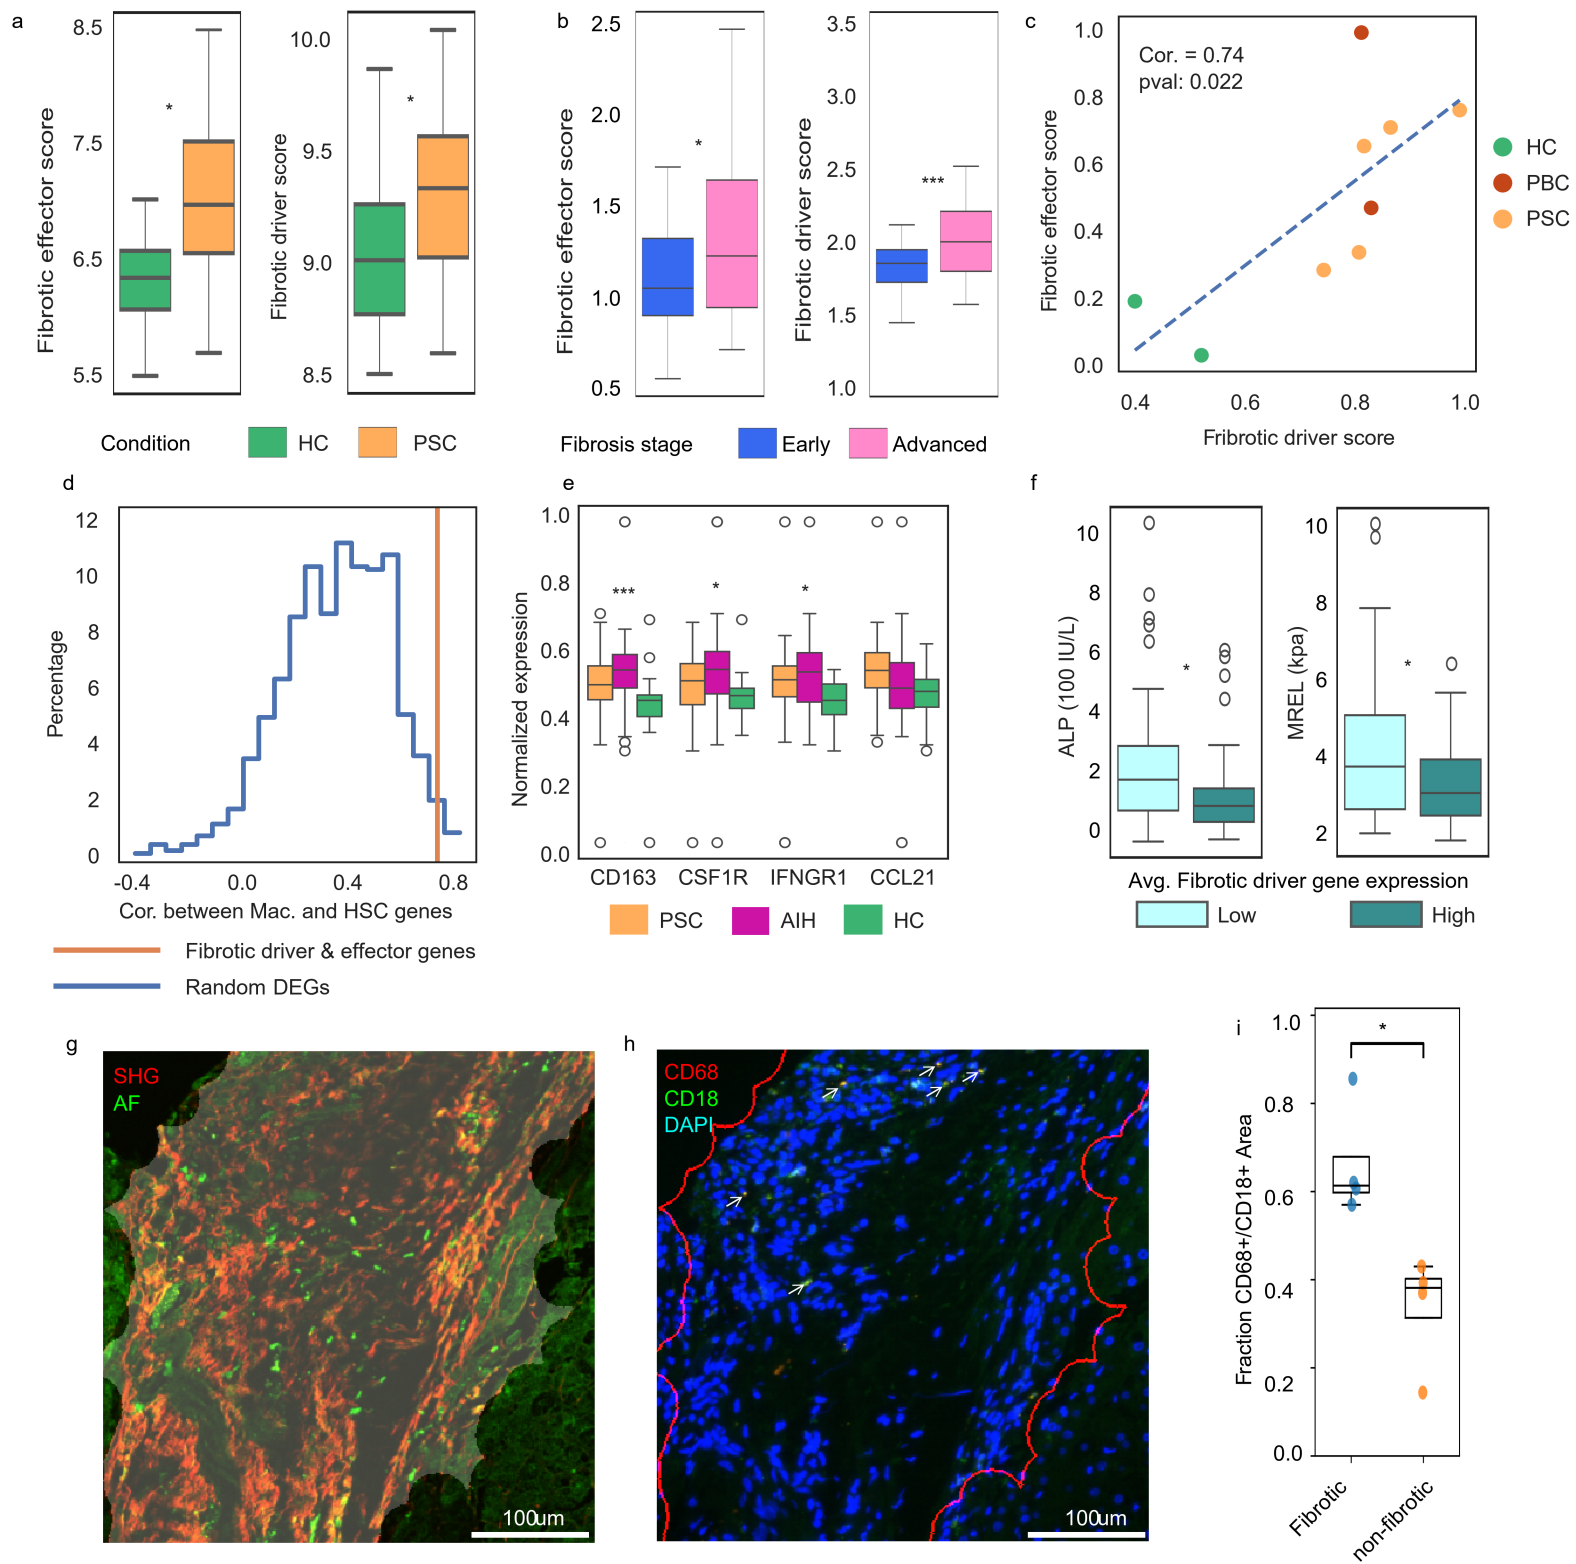 a
Fibrotic effector score
8.5
7.5
6.5
5.5
*
Fibrotic driver score
10.0
9.5
9.0
8.5
*
Condition
HC
PSC
b
Fibrotic effector score
2.5
2.0
1.5
1.0
0.5
*
Fibrotic driver score
3.5
3.0
2.5
2.0
1.5
1.0
***
Fibrosis stage
Early
Advanced
c
Fibrotic effector score
1.0
0.8
0.6
0.4
0.2
0.0
Cor. = 0.74
pval: 0.022
0.4 0.6 0.8 1.0
Fribrotic driver score
HC
PBC
PSC
d
Percentage
12
10
8
6
4
2
0
-0.4 0.0 0.4 0.8
Cor. between Mac. and HSC genes
Fibrotic driver & effector genes
Random DEGs
e
Normalized expression
1.0
0.8
0.6
0.4
0.2
0.0
***
*
*
CD163 CSF1R IFNGR1 CCL21
PSC
AIH
HC
f
ALP (100 IU/L)
10
8
6
4
2
0
*
MREL (kpa)
10
8
6
4
2
*
Avg. Fibrotic driver gene expression
Low
High
g
SHG
AF
100um
h
CD68
CD18
DAPI
100um
i
Fraction CD68+/CD18+ Area
1.0
0.8
0.6
0.4
0.2
0.0
*
Fibrotic
non-fibrotic